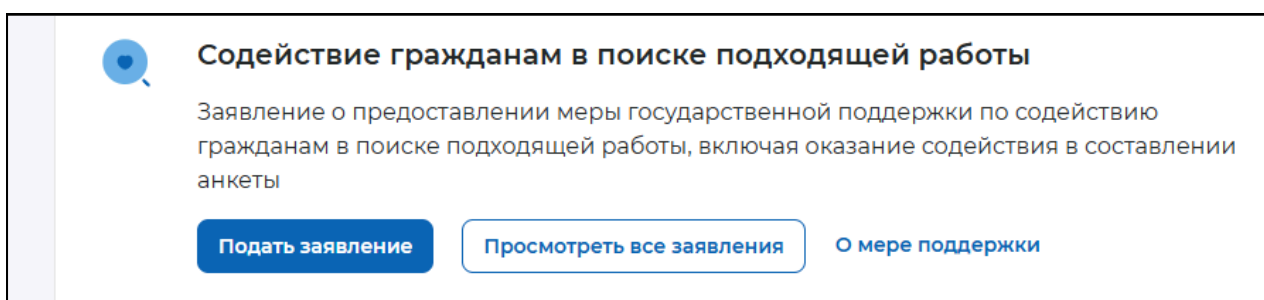 Содействие гражданам в поиске подходящей работы
Заявление о предоставлении меры государственной поддержки по содействию
гражданам в поиске подходящей работы, включая оказание содействия в составлении
анкеты
Подать заявление Просмотреть все заявления О мере поддержки